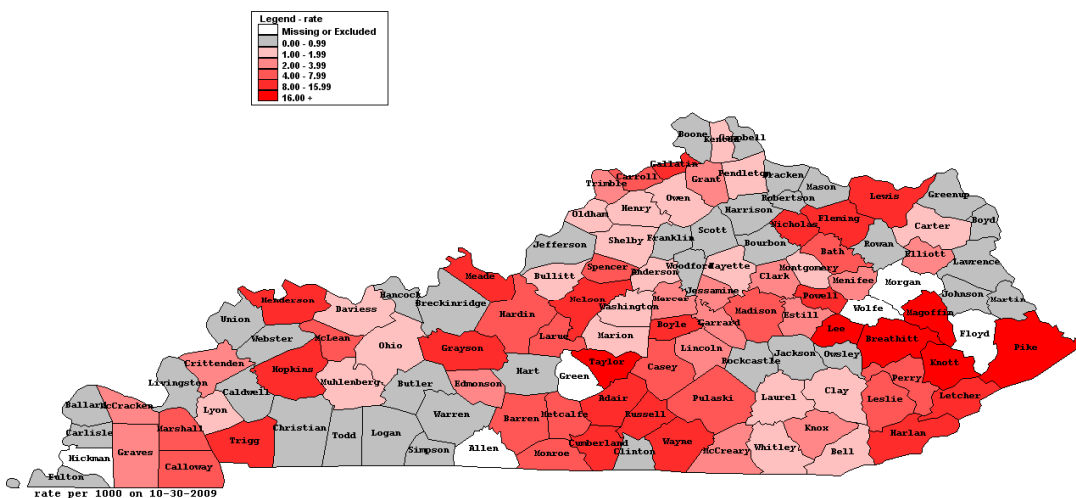 Legend - rate
Missing or Excluded
0.00 - 0.99
1.00 - 1.99
2.00 - 3.99
4.00 - 7.99
8.00 - 15.99
16.00 +
Boone
Kenton
Campbell
Gallatin
Carroll
Grant
Pendleton
Bracken
Trimble
Mason
Lewis
Greenup
Owen
Robertson
Henry
Harrison
Oldham
Nicholas
Fleming
Boyd
Carter
Scott
Shelby
Franklin
Jefferson
Bourbon
Rowan
Bath
Elliott
Lawrence
Woodford
Fayette
Montgomery
Spencer
Anderson
Bullitt
Meade
Clark
Menifee
Morgan
Jessamine
Mercer
Johnson
Martin
Powell
Hancock
Breckinridge
Henderson
Nelson
Washington
Daviess
Hardin
Madison
Estill
Wolfe
Magoffin
Union
Boyle
Garrard
Lee
Floyd
Larue
Marion
Webster
McLean
Ohio
Grayson
Breathitt
Pike
Lincoln
Jackson
Owsley
Rockcastle
Crittenden
Hopkins
Hart
Taylor
Green
Casey
Knott
Perry
Livingston
Muhlenberg
Butler
Edmonson
Caldwell
Clay
Laurel
Leslie
Letcher
Adair
Pulaski
Ballard
McCracken
Lyon
Warren
Barren
Metcalfe
Russell
Marshall
Christian
Todd
Logan
Knox
Harlan
Carlisle
Trigg
Simpson
Allen
Cumberland
Wayne
Clinton
McCreary
Whitley
Bell
Monroe
Hickman
Graves
Calloway
Fulton
rate per 1000 on 10-30-2009